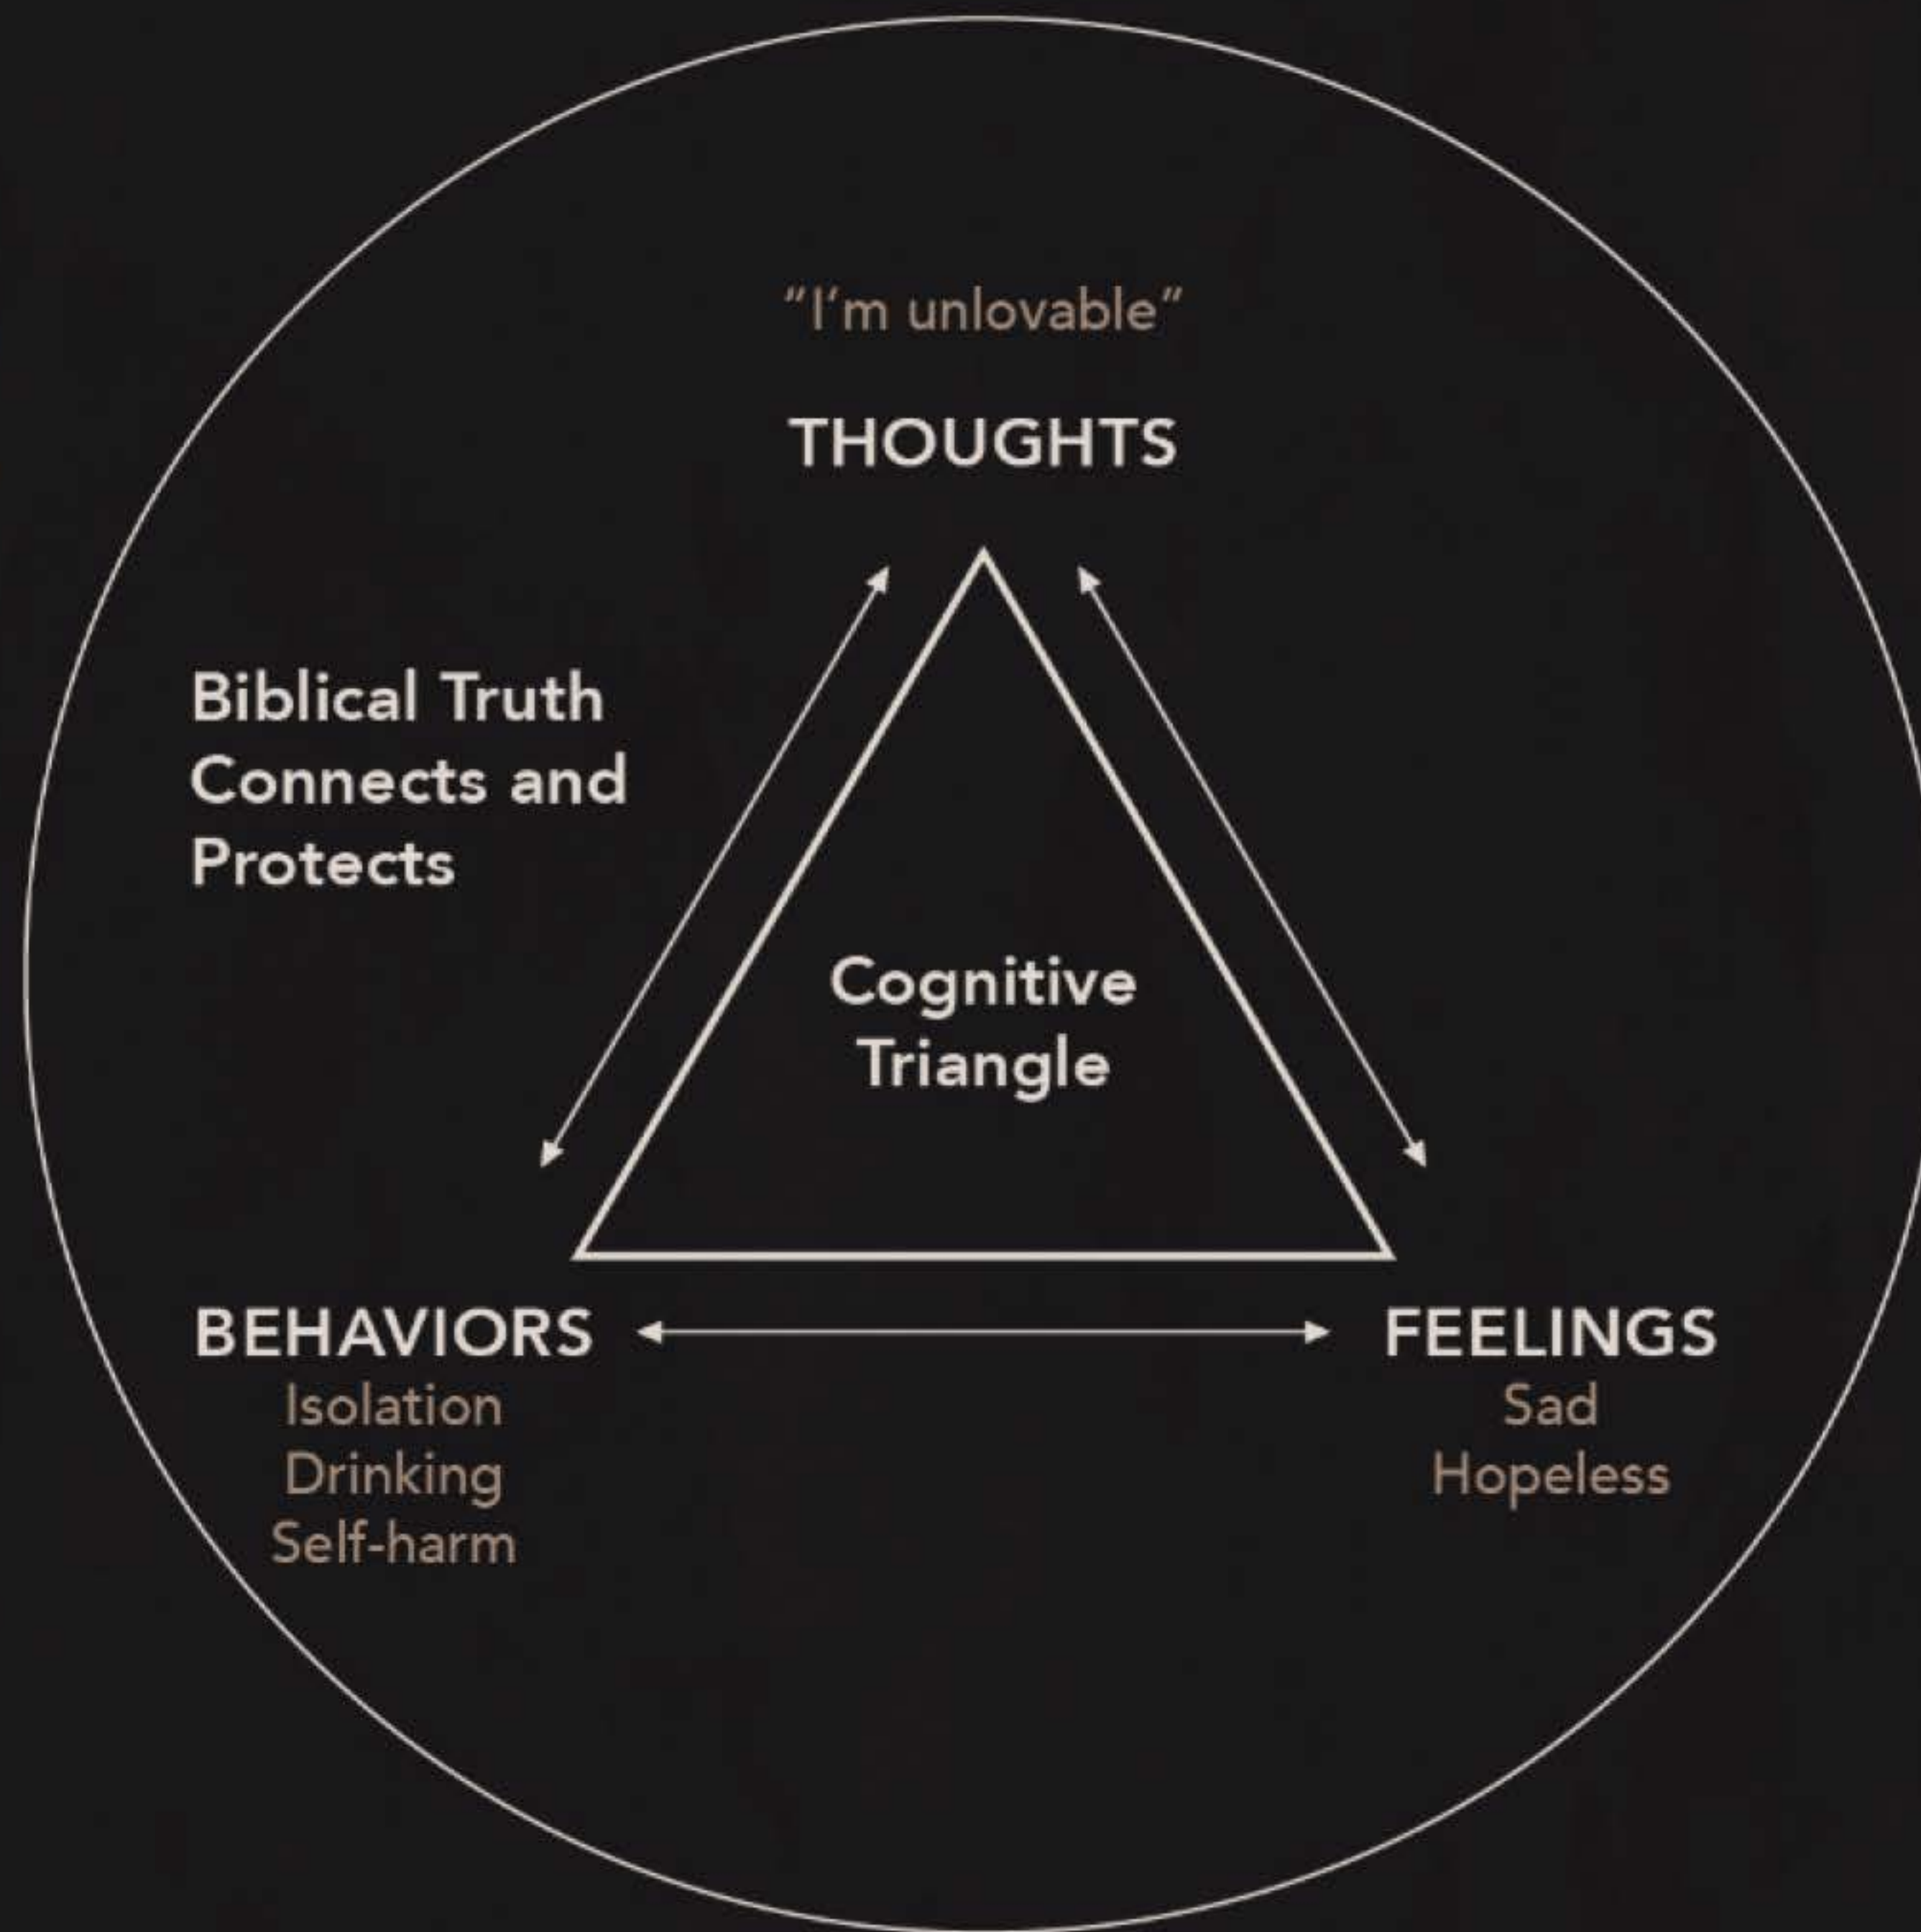 “I’m unlovable”
THOUGHTS
Biblical Truth
Connects and
Protects
Cognitive
Triangle
BEHAVIORS
Isolation
Drinking
Self-harm
FEELINGS
Sad
Hopeless